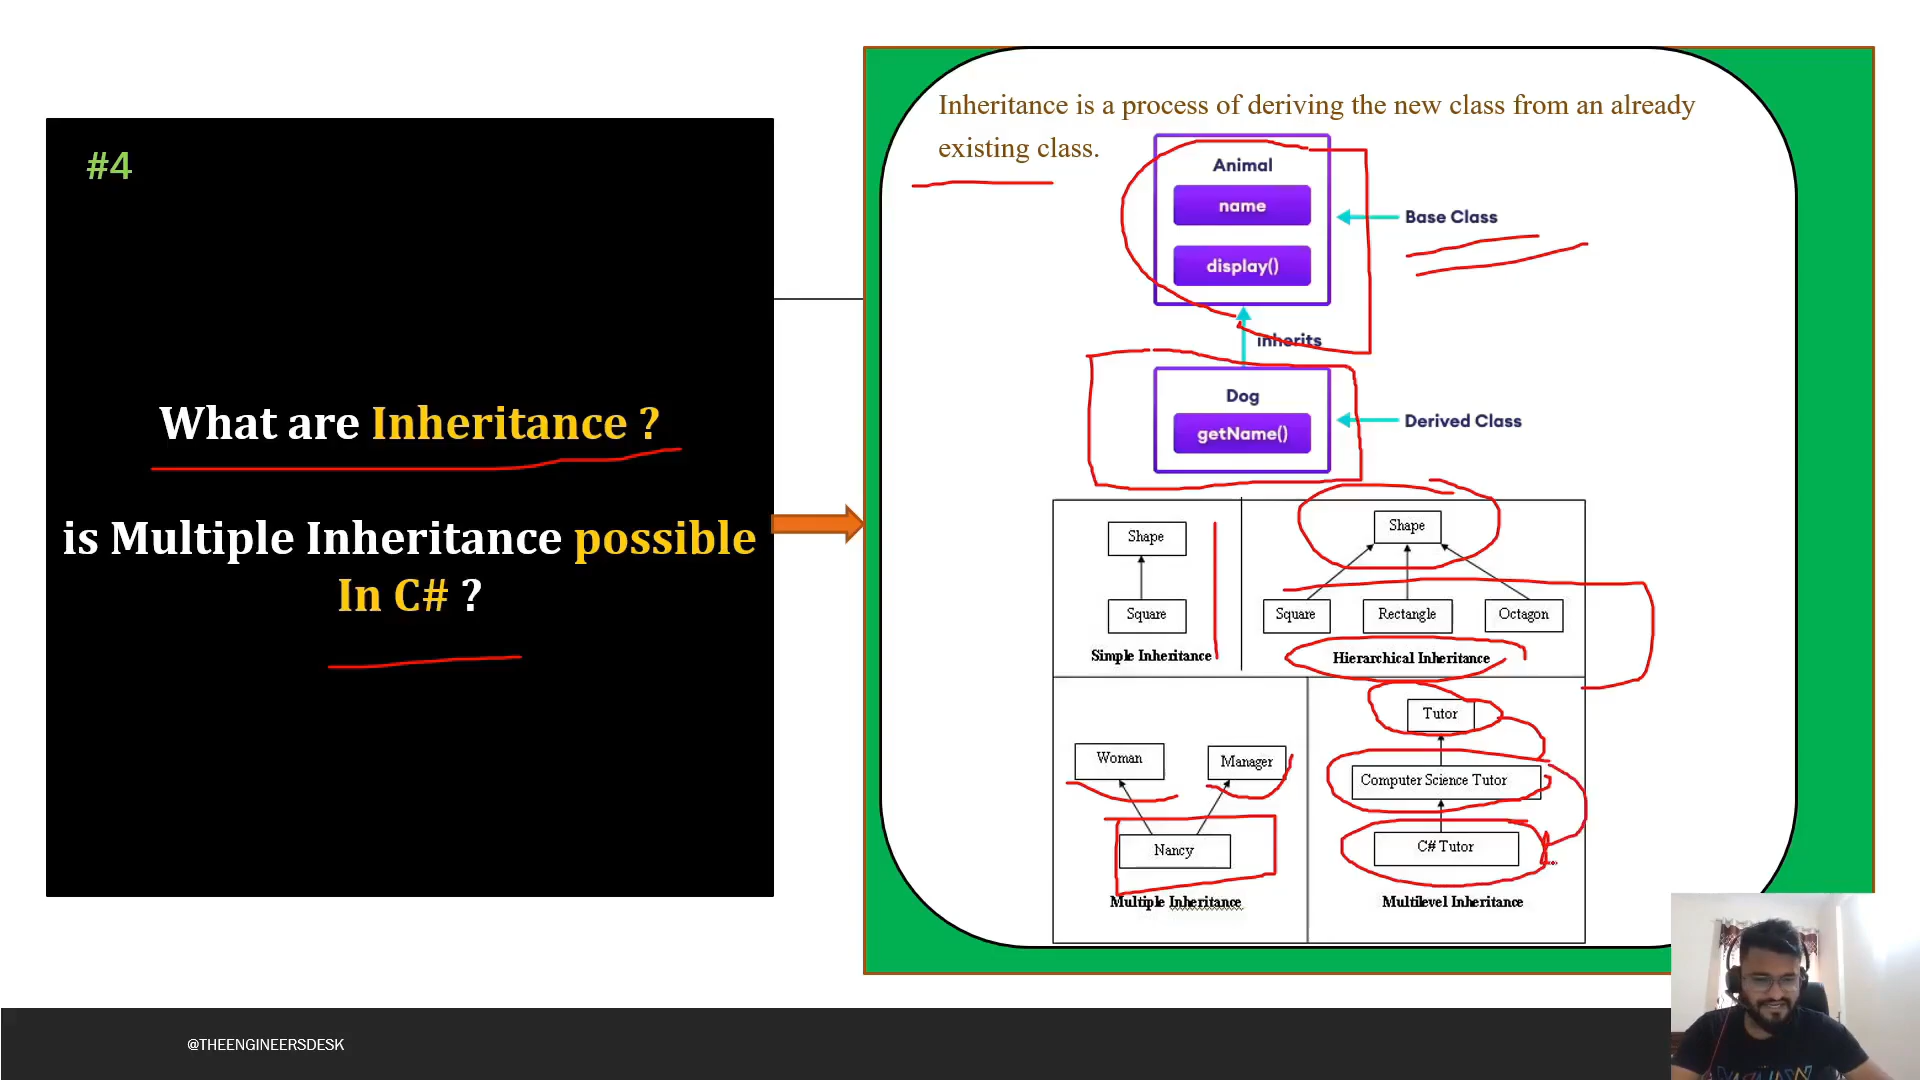 #4
What are Inheritance ?
is Multiple Inheritance possible
In C# ?
Inheritance is a process of deriving the new class from an already
existing class.
Animal
name
display()
Base Class
inherits
Dog
getName()
Derived Class
Shape
Square
Simple Inheritance
Shape
Square
Rectangle
Octagon
Hierarchical Inheritance
Woman
Manager
Nancy
Multiple Inheritance
Tutor
Computer Science Tutor
C# Tutor
Multilevel Inheritance
@THEENGINEERSDESK